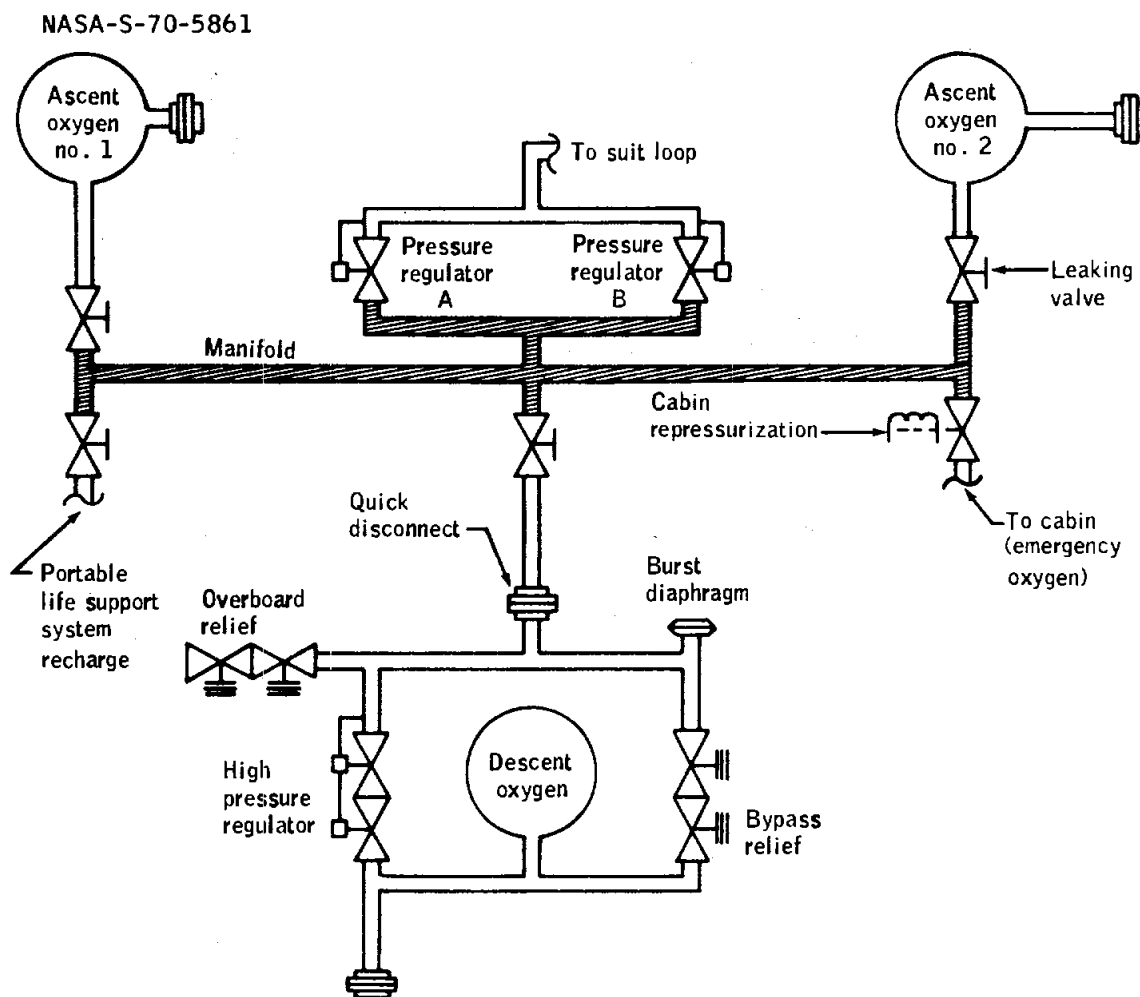 NASA-S-70-5861
Ascent
oxygen
no. 1
Ascent
oxygen
no. 2
To suit loop
Pressure
regulator
A
Pressure
regulator
B
Leaking
valve
Manifold
Cabin
repressurization
Quick
disconnect
To cabin
(emergency
oxygen)
Portable
life support
system
recharge
Overboard
relief
Burst
diaphragm
High
pressure
regulator
Descent
oxygen
Bypass
relief